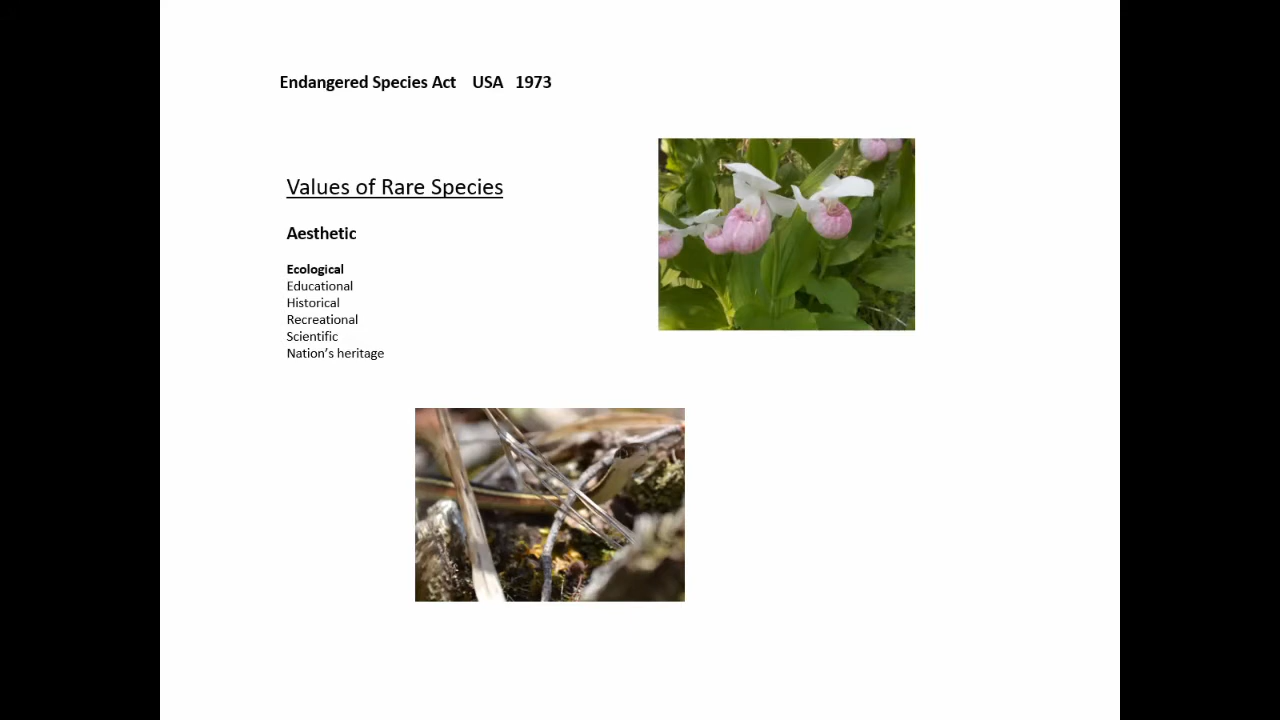 Endangered Species Act USA 1973
Values of Rare Species
Aesthetic
Ecological
Educational
Historical
Recreational
Scientific
Nation's heritage